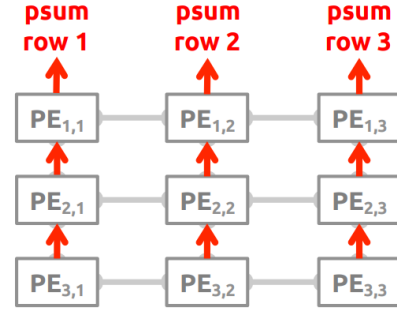 psum psum psum
row 1 row 2 row 3
PE1,1 PE1,2 PE1,3
PE2,1 PE2,2 PE2,3
PE3,1 PE3,2 PE3,3